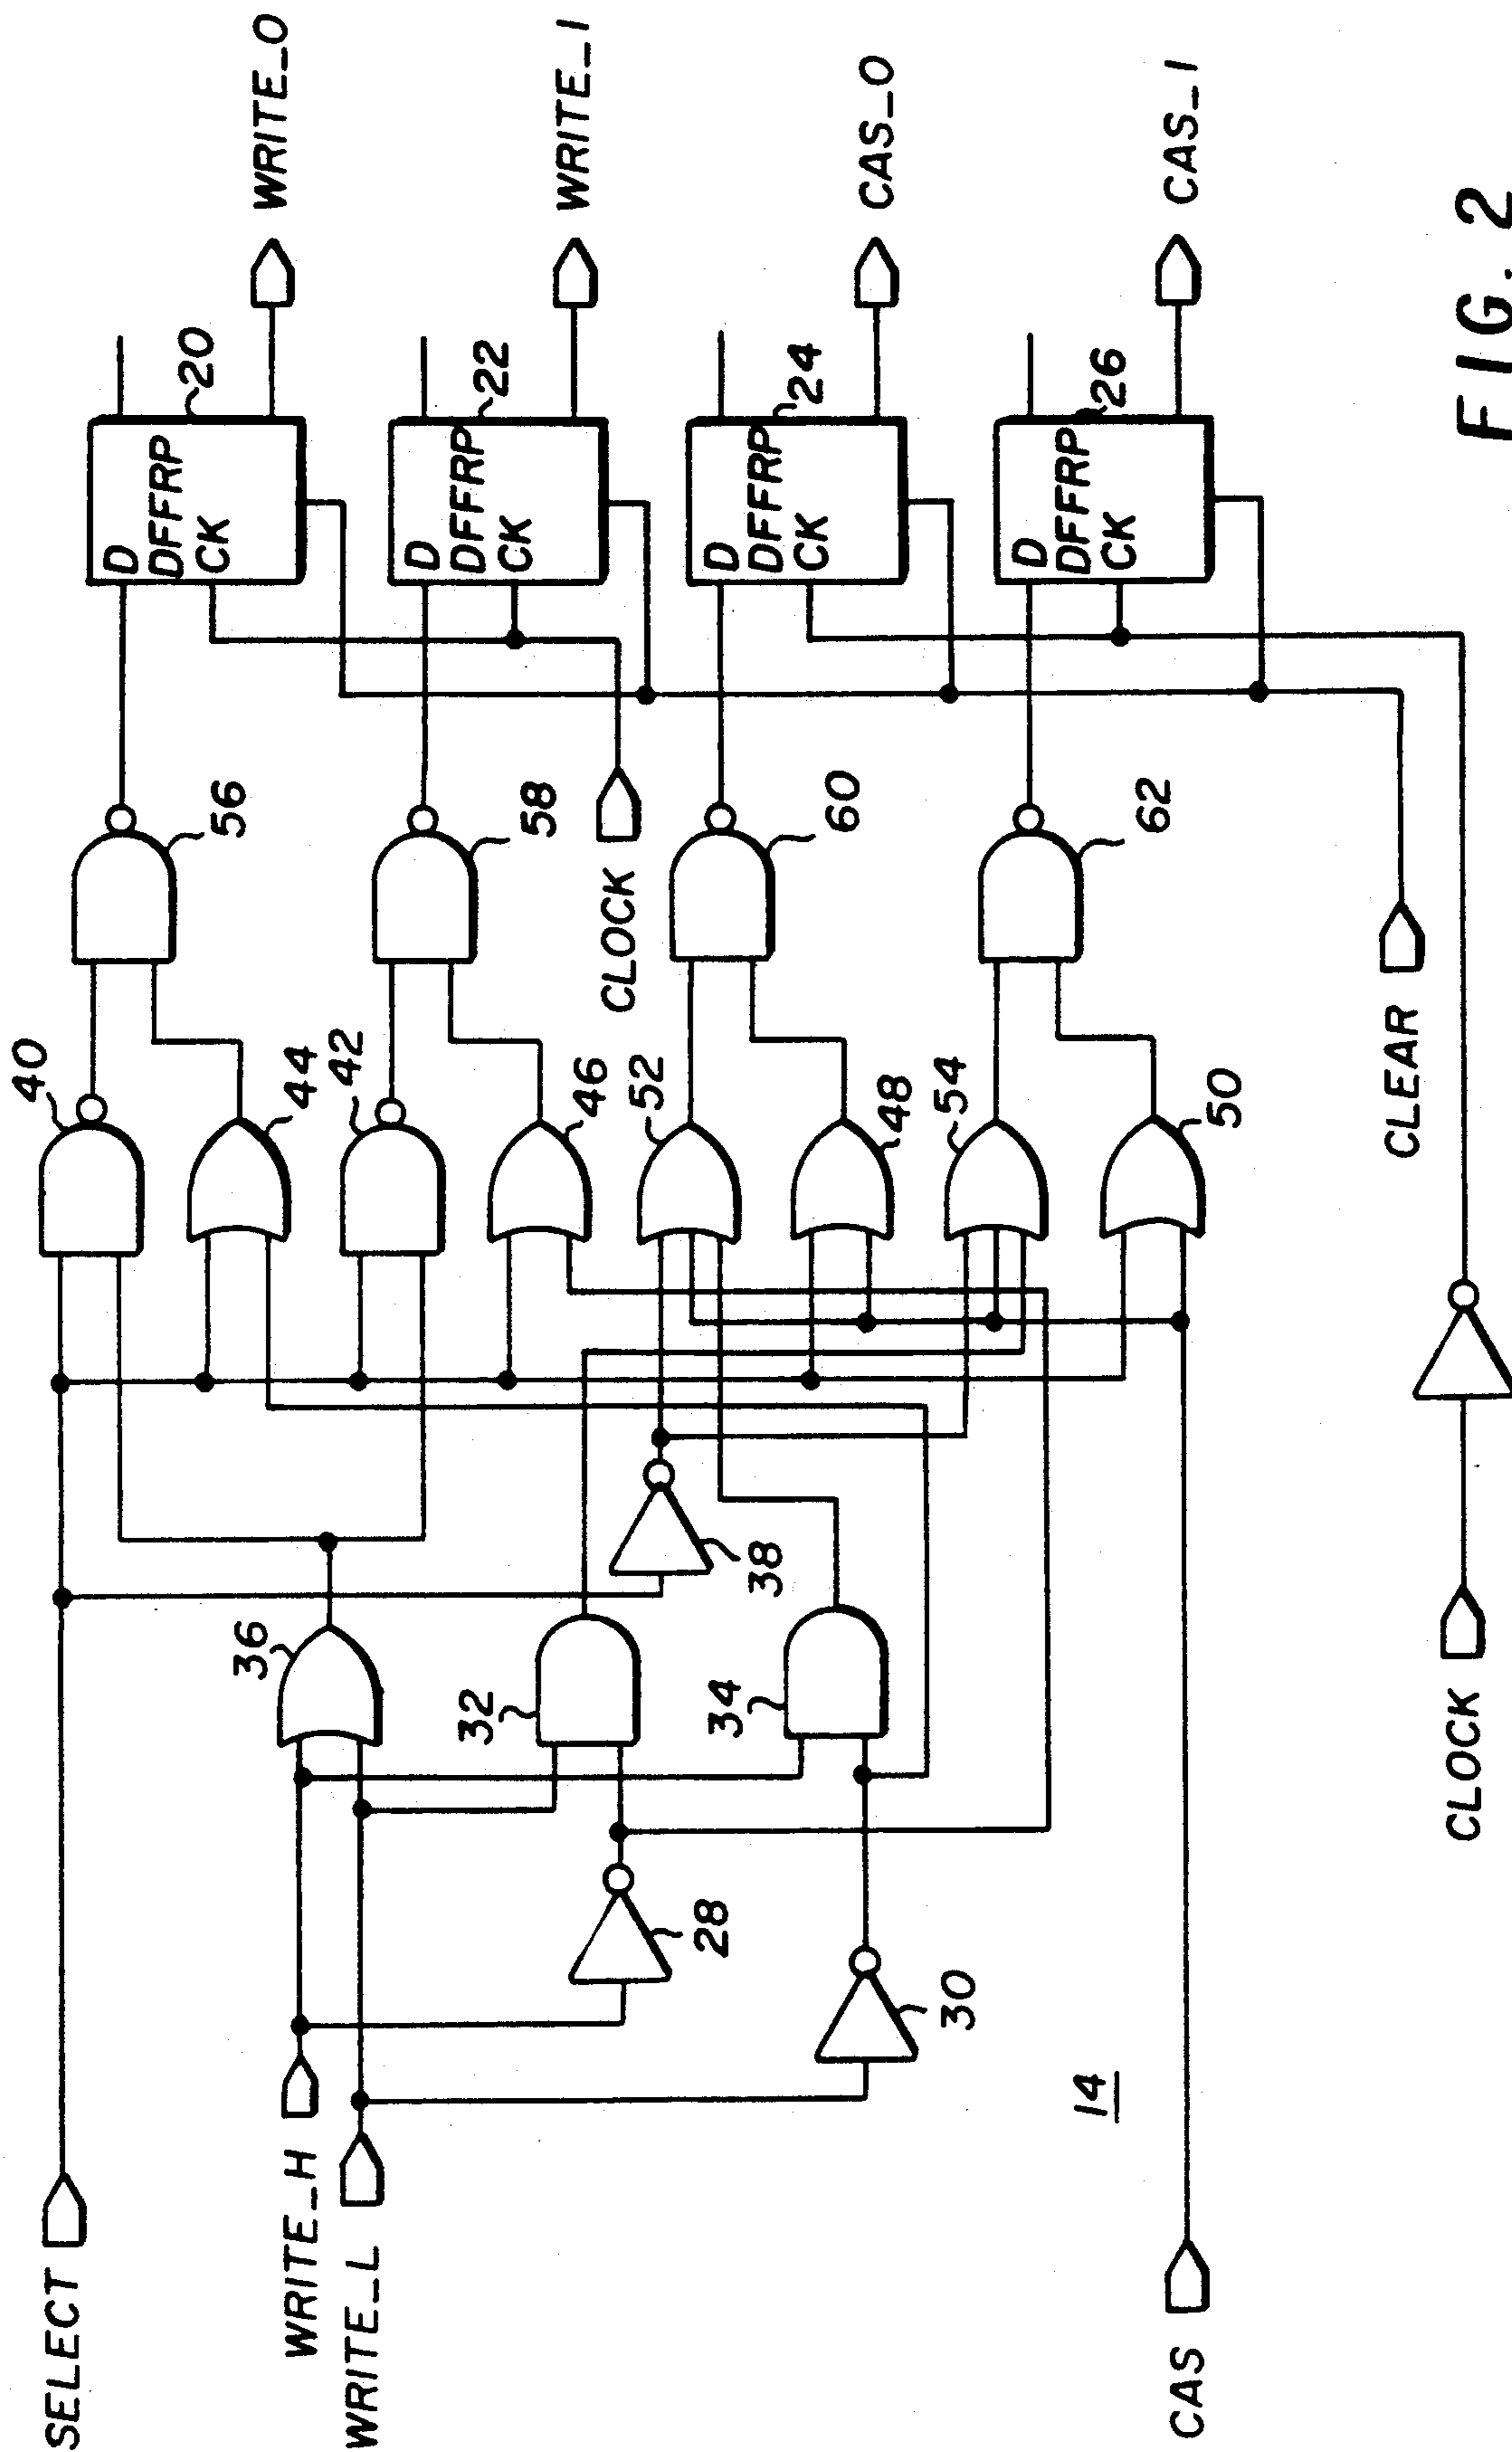 SELECT
WRITE_H
WRITE_L
CAS
14
28
30
36
32
34
38
40
44
42
46
52
48
54
50
56
58
60
62
CLOCK
CLEAR
CLOCK
D
DFFRP
CK
20
WRITE_0
D
DFFRP
CK
22
WRITE_1
D
DFFRP
CK
24
CAS_0
D
DFFRP
CK
26
CAS_1
FIG. 2